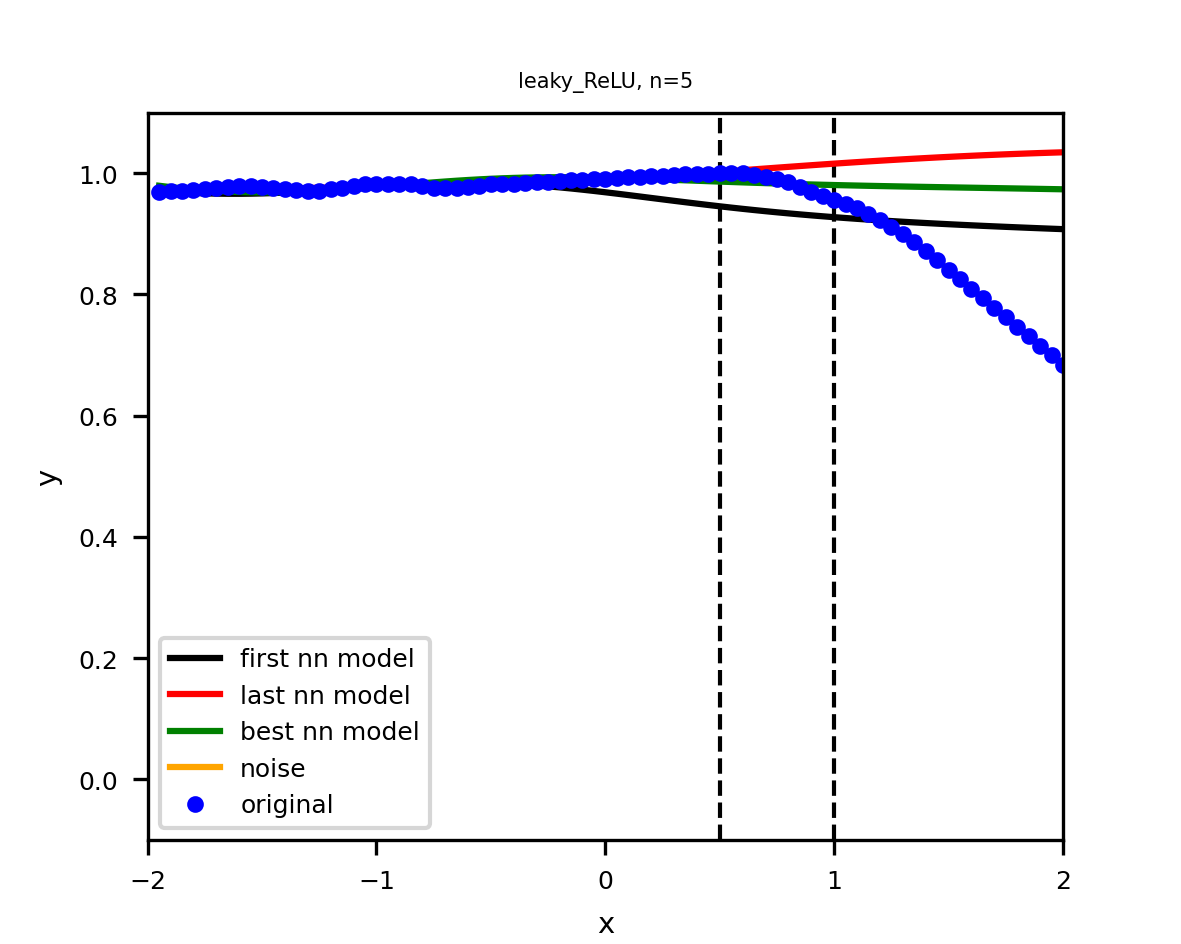 leaky_ReLU, n=5
1.0
0.8
0.6
0.4
0.2
0.0
y
first nn model
last nn model
best nn model
noise
original
−2
−1
0
1
2
x